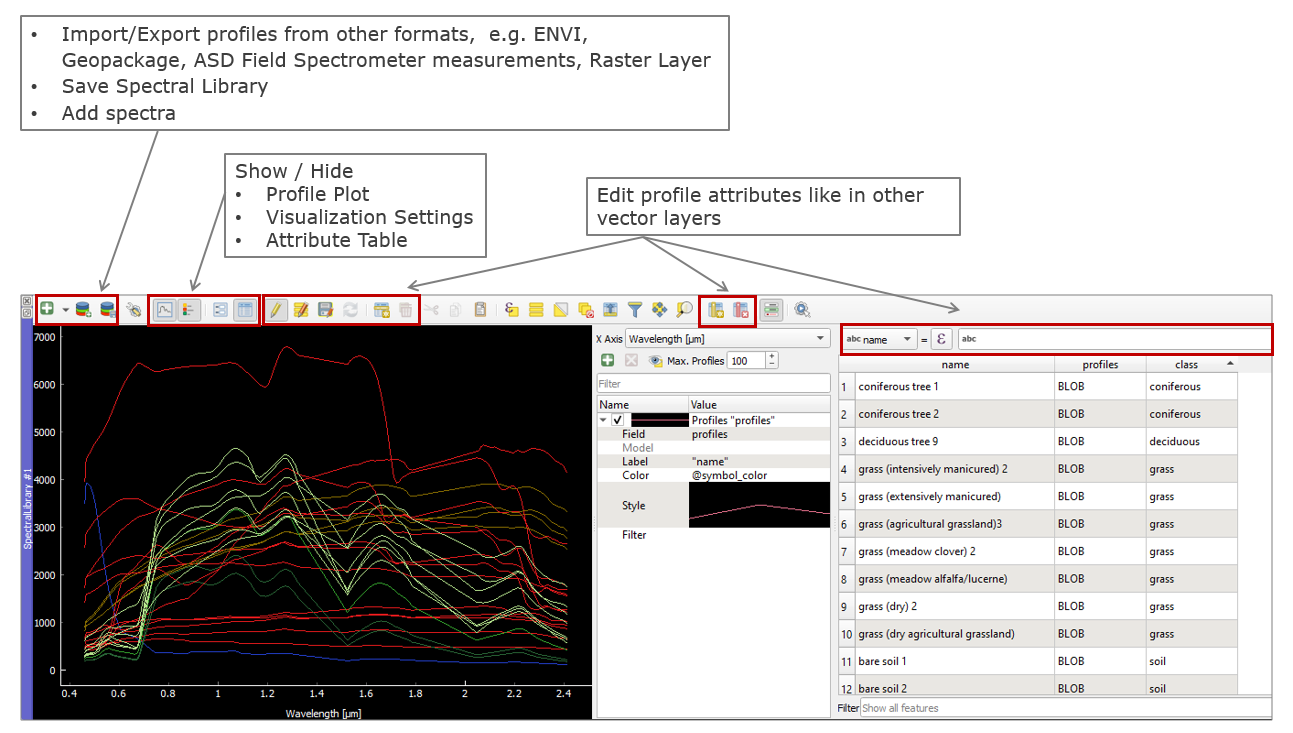 • Import/Export profiles from other formats,  e.g. ENVI,
Geopackage, ASD Field Spectrometer measurements, Raster Layer
• Save Spectral Library
• Add spectra
Show / Hide
• Profile Plot
• Visualization Settings
• Attribute Table
Edit profile attributes like in other
vector layers
SpectralLibrary #1
7000
6000
5000
4000
3000
2000
1000
0
0.4 0.6 0.8 1 1.2 1.4 1.6 1.8 2 2.2 2.4
Wavelength [µm]
X Axis Wavelength [µm]
Max. Profiles 100
Filter
Name Value
Profiles "profiles"
Field profiles
Model
Label "name"
Color @symbol_color
Style
Filter
abc name = ε abc
name profiles class
1 coniferous tree 1 BLOB coniferous
2 coniferous tree 2 BLOB coniferous
3 deciduous tree 9 BLOB deciduous
4 grass (intensively manicured) 2 BLOB grass
5 grass (extensively manicured) BLOB grass
6 grass (agricultural grassland)3 BLOB grass
7 grass (meadow clover) 2 BLOB grass
8 grass (meadow alfalfa/lucerne) BLOB grass
9 grass (dry) 2 BLOB grass
10 grass (dry agricultural grassland) BLOB grass
11 bare soil 1 BLOB soil
12 bare soil 2 BLOB soil
Filter Show all features